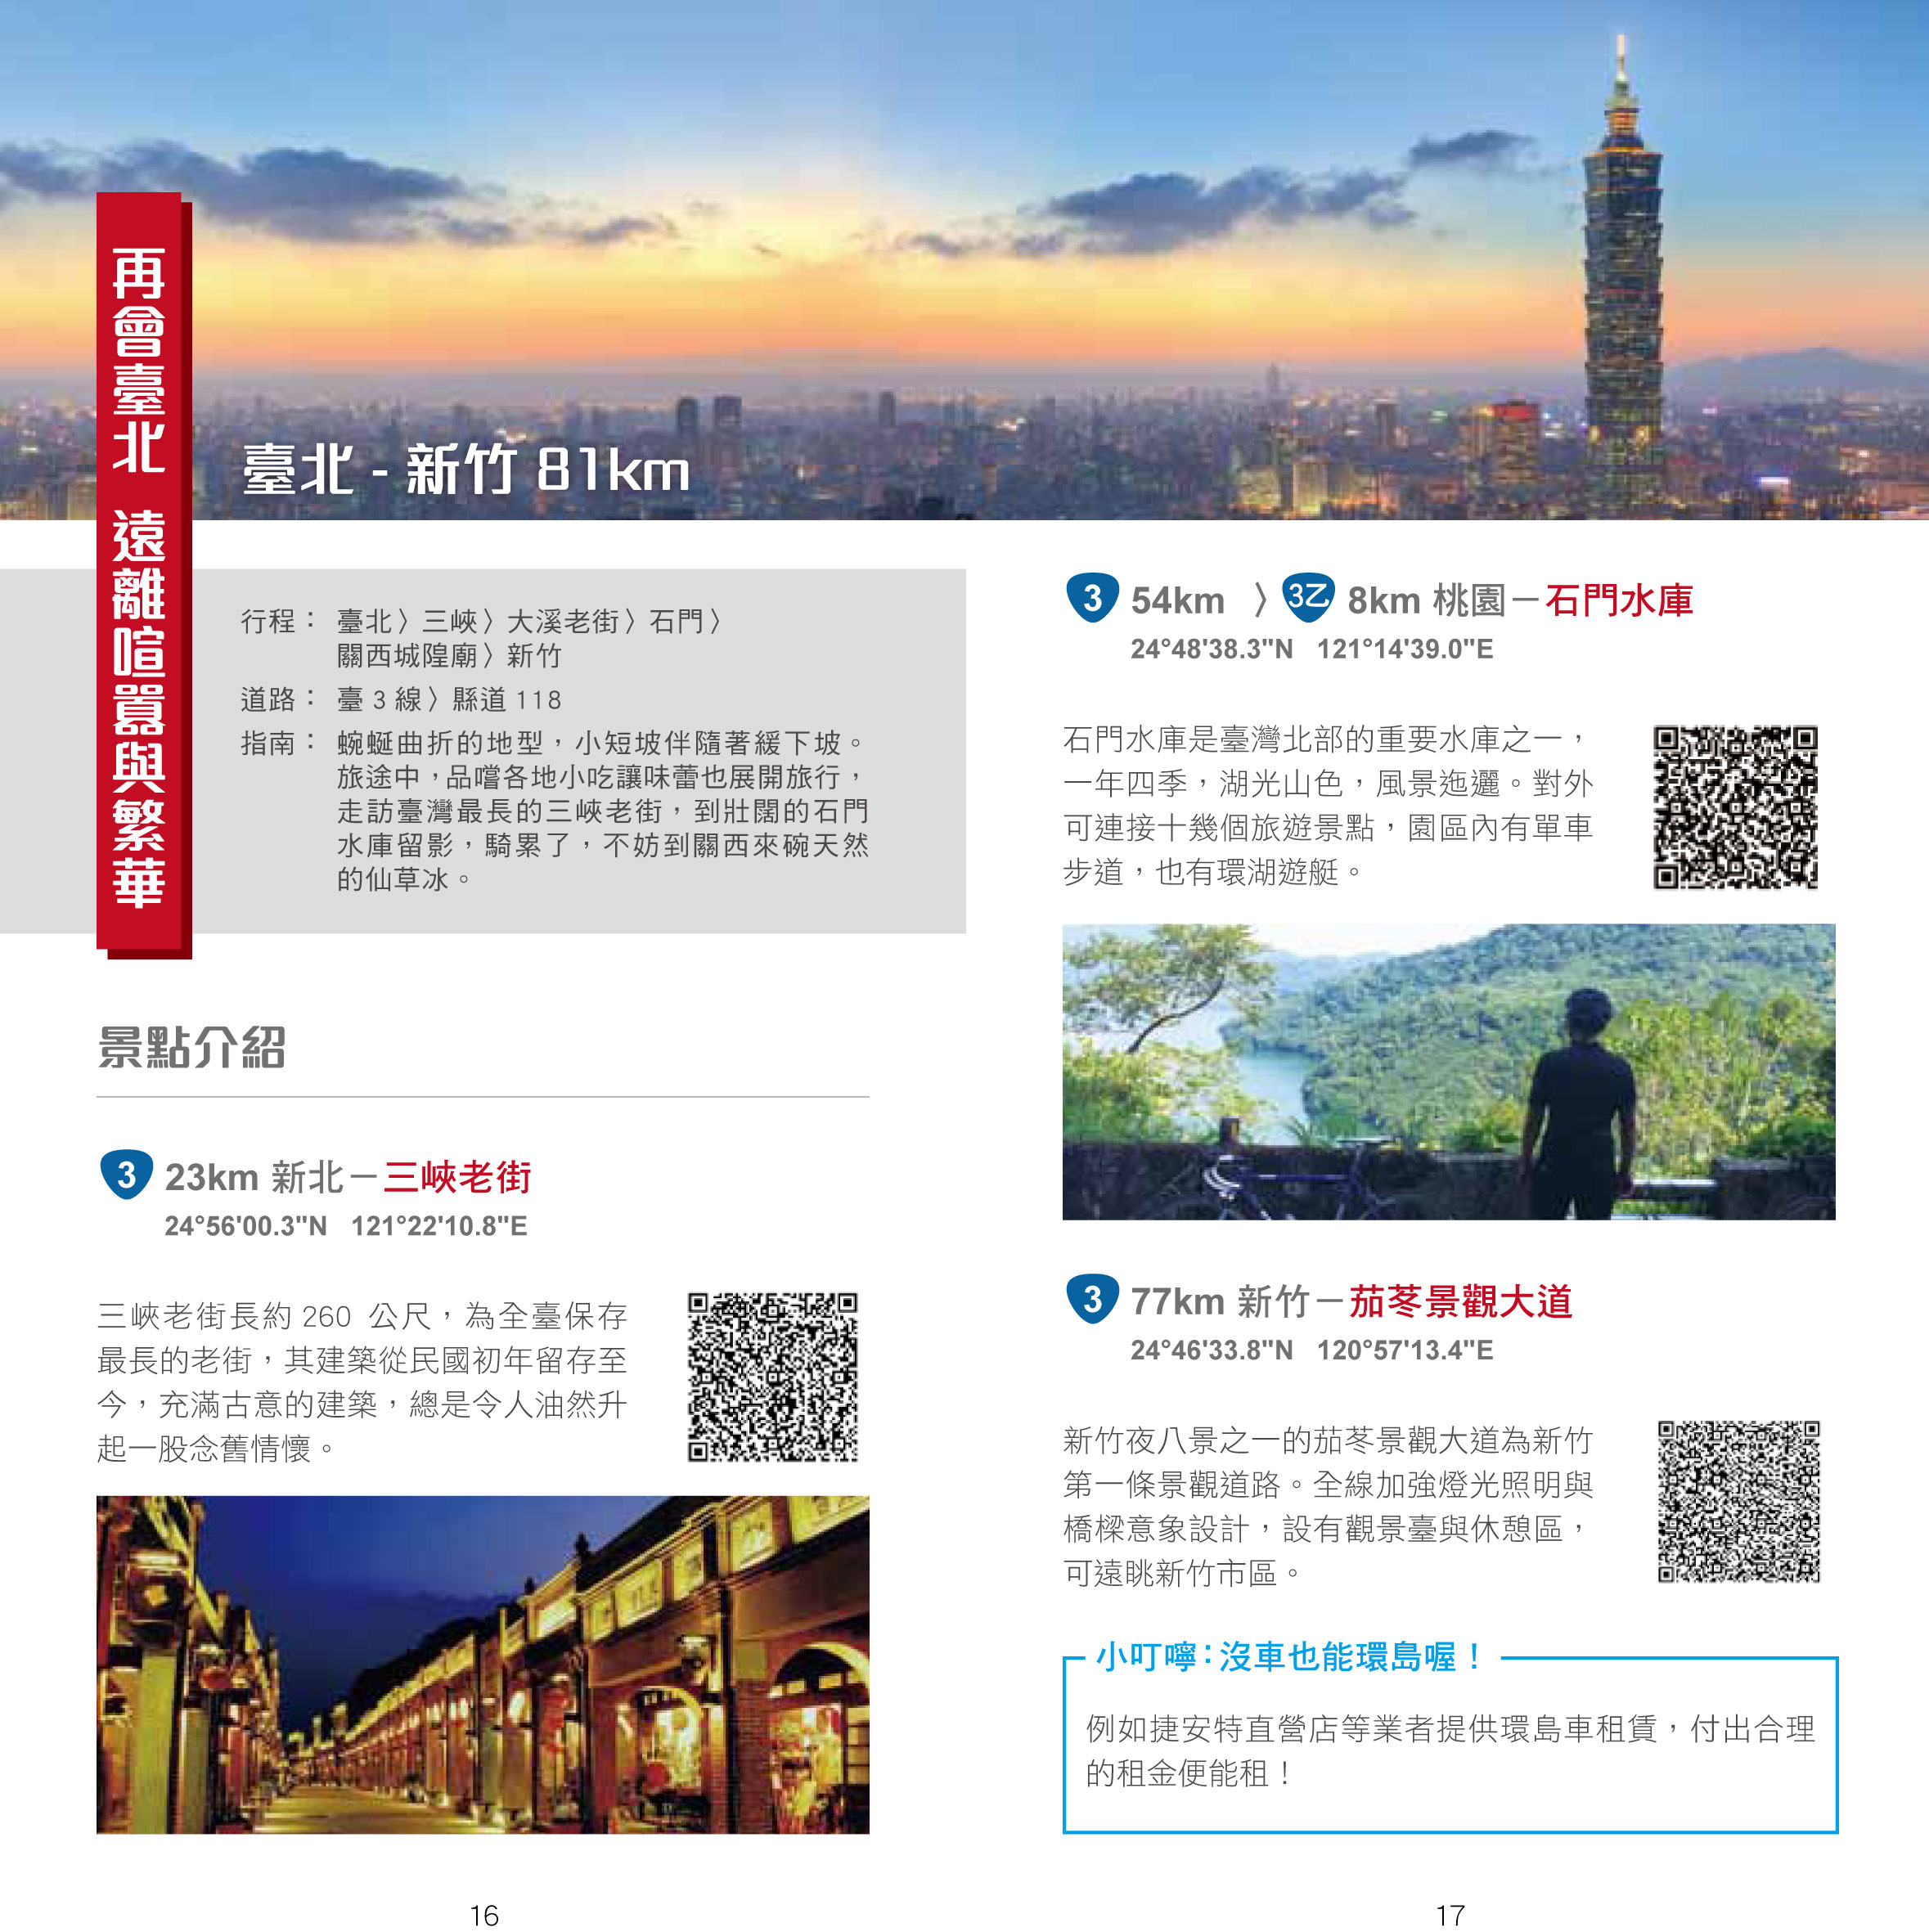 再會臺北 遠離喧囂與繁華
臺北 - 新竹 81km
行程： 臺北〉三峽〉大溪老街〉石門〉
關西城隍廟〉新竹
道路： 臺 3 線〉縣道 118
指南： 蜿蜒曲折的地型，小短坡伴隨著緩下坡。
旅途中，品嚐各地小吃讓味蕾也展開旅行，
走訪臺灣最長的三峽老街，到壯闊的石門
水庫留影，騎累了，不妨到關西來碗天然
的仙草冰。
景點介紹
3 23km 新北－三峽老街
24°56'00.3"N 121°22'10.8"E
三峽老街長約 260 公尺，為全臺保存
最長的老街，其建築從民國初年留存至
今，充滿古意的建築，總是令人油然升
起一股念舊情懷。
16
3 54km 〉 3乙 8km 桃園－石門水庫
24°48'38.3"N 121°14'39.0"E
石門水庫是臺灣北部的重要水庫之一，
一年四季，湖光山色，風景迤邐。對外
可連接十幾個旅遊景點，園區內有單車
步道，也有環湖遊艇。
3 77km 新竹－茄苳景觀大道
24°46'33.8"N 120°57'13.4"E
新竹夜八景之一的茄苳景觀大道為新竹
第一條景觀道路。全線加強燈光照明與
橋樑意象設計，設有觀景臺與休憩區，
可遠眺新竹市區。
小叮嚀：沒車也能環島喔！
例如捷安特直營店等業者提供環島車租賃，付出合理
的租金便能租！
17